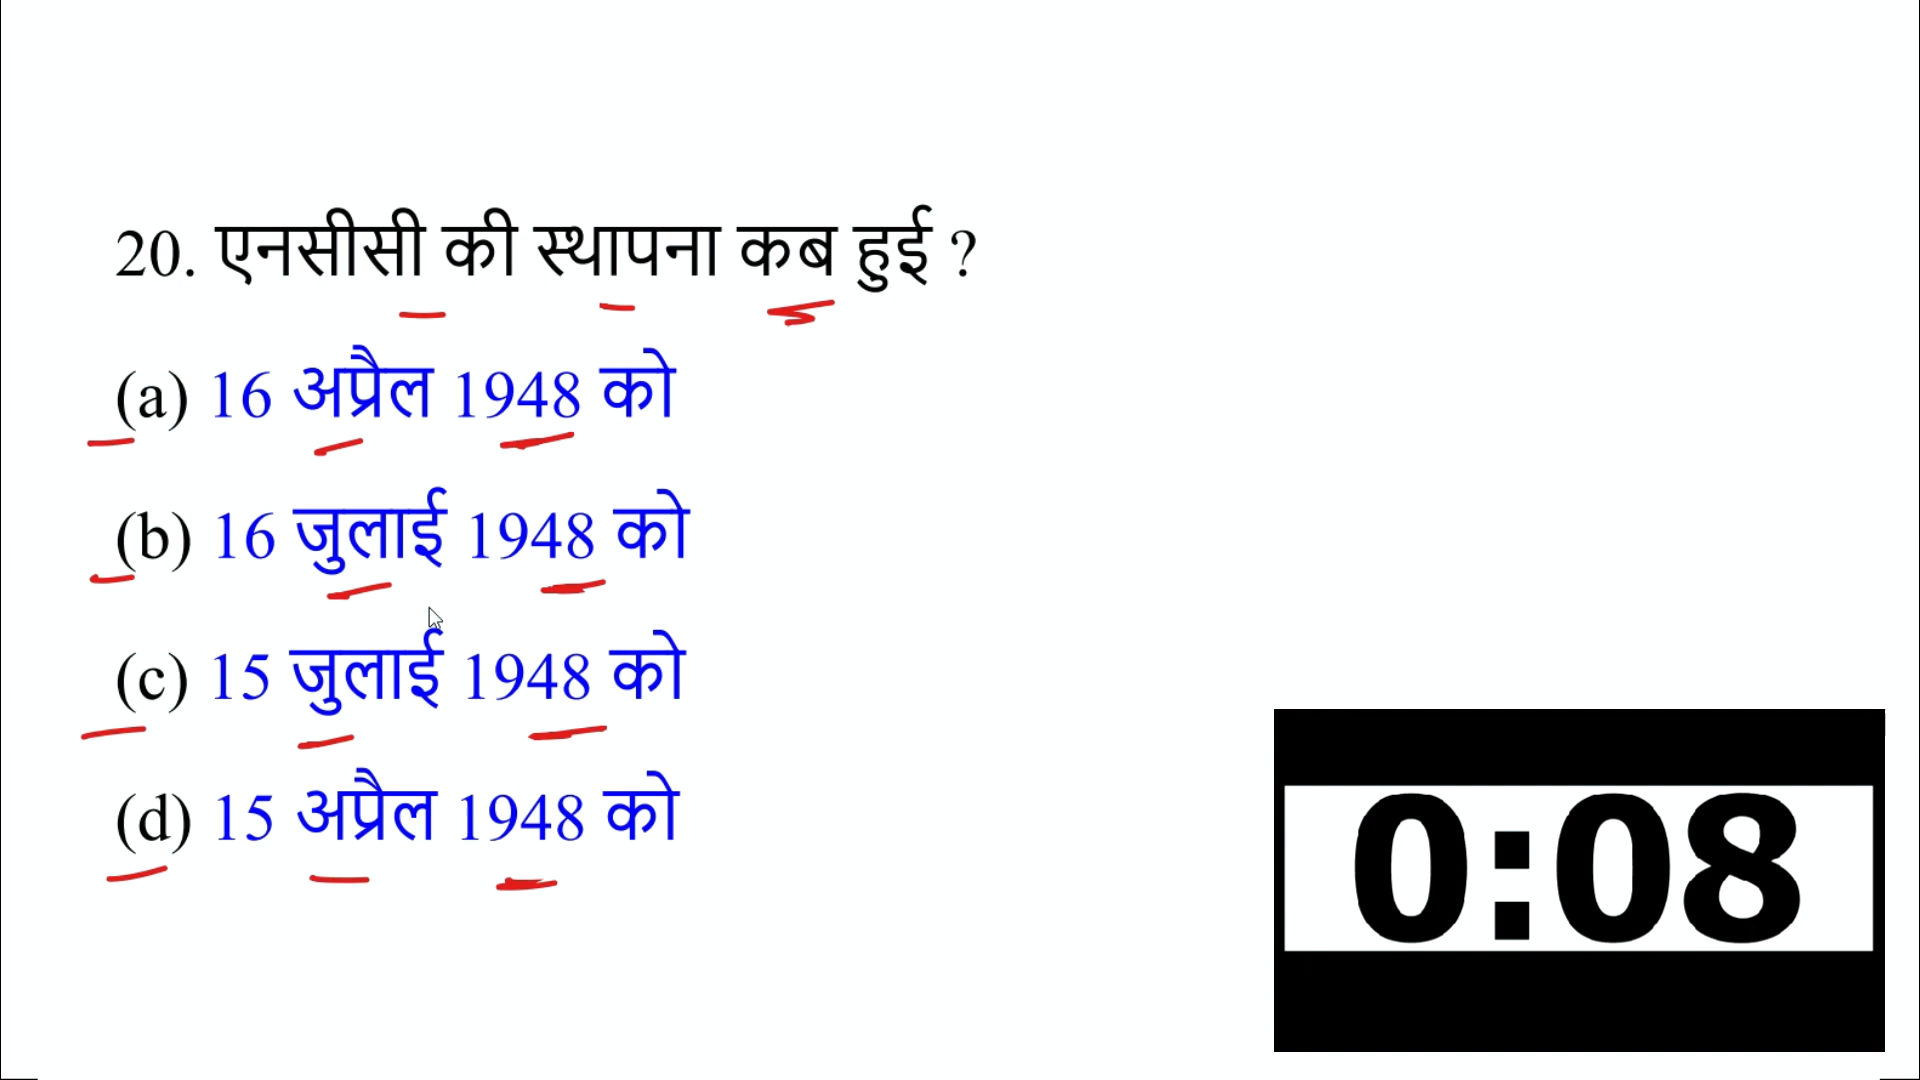 20. एनसीसी की स्थापना कब हुई ?
(a) 16 अप्रैल 1948 को
(b) 16 जुलाई 1948 को
(c) 15 जुलाई 1948 को
(d) 15 अप्रैल 1948 को
0:08